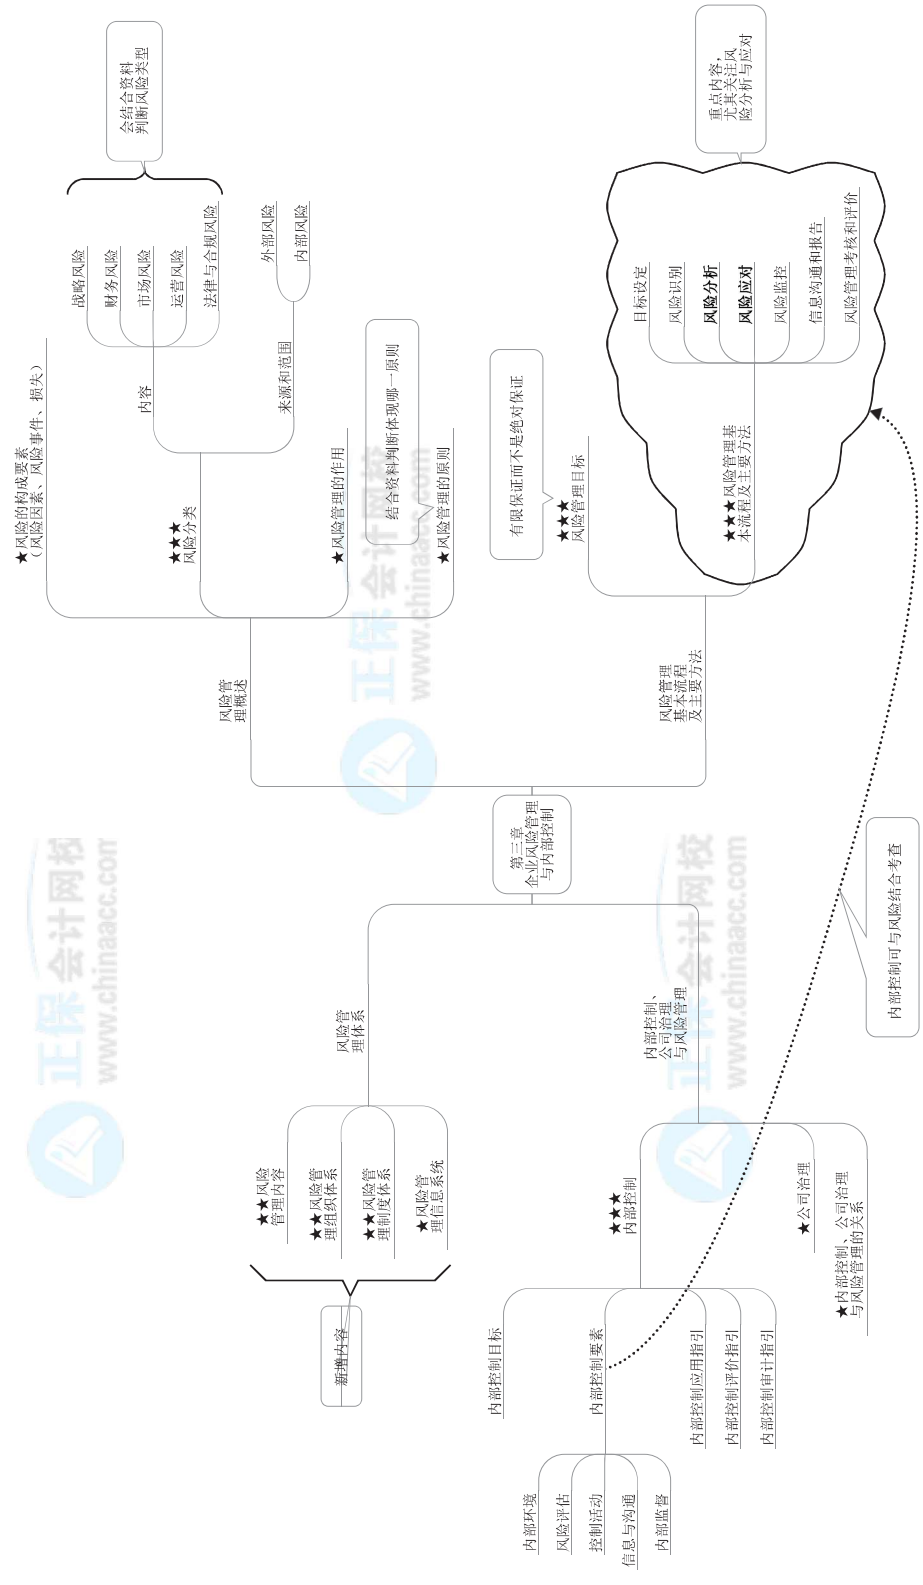 第三章
企业风险管理
与内部控制
风险管
理概述
★风险的构成要素
（风险因素、风险事件、损失）
★★★
风险分类
内容
战略风险
财务风险
市场风险
运营风险
法律与合规风险
会结合资料
判断风险类型
来源和范围
外部风险
内部风险
★风险管理的作用
★风险管理的原则
结合资料判断体现哪一原则
风险管理
基本流程
及主要方法
★★★
风险管理目标
有限保证而不是绝对保证
★★★风险管理基
本流程及主要方法
目标设定
风险识别
风险分析
风险应对
风险监控
信息沟通和报告
风险管理考核和评价
重点内容，
尤其关注风
险分析与应对
风险管
理体系
★★风险
管理内容
★★风险管
理组织体系
★★风险管
理制度体系
★风险管
理信息系统
新增内容
内部控制、
公司治理
与风险管理
★★★
内部控制
内部控制目标
内部控制要素
内部环境
风险评估
控制活动
信息与沟通
内部监督
内部控制应用指引
内部控制评价指引
内部控制审计指引
★公司治理
★内部控制、公司治理
与风险管理的关系
内部控制可与风险结合考查
正保会计网校
www.chinaacc.com
正保会计网校
www.chinaacc.com
正保会计网校
www.chinaacc.com